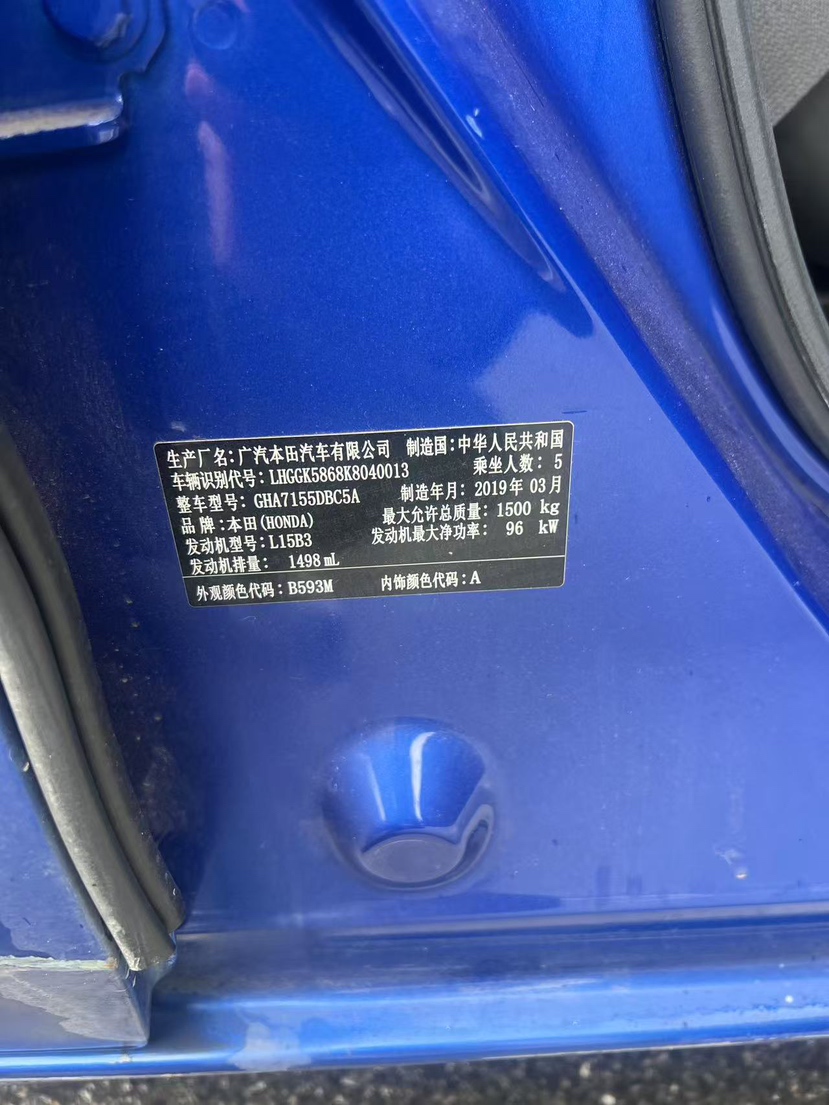 生产厂名:广汽本田汽车有限公司 制造国:中华人民共和国
车辆识别代号:LHGGK5868K8040013 乘坐人数:5
整车型号:GHA7155DBC5A 制造年月:2019年03月
品牌:本田(HONDA) 最大允许总质量:1500 kg
发动机型号:L15B3 发动机最大净功率:96 kW
发动机排量:1498mL
外观颜色代码:B593M 内饰颜色代码:A